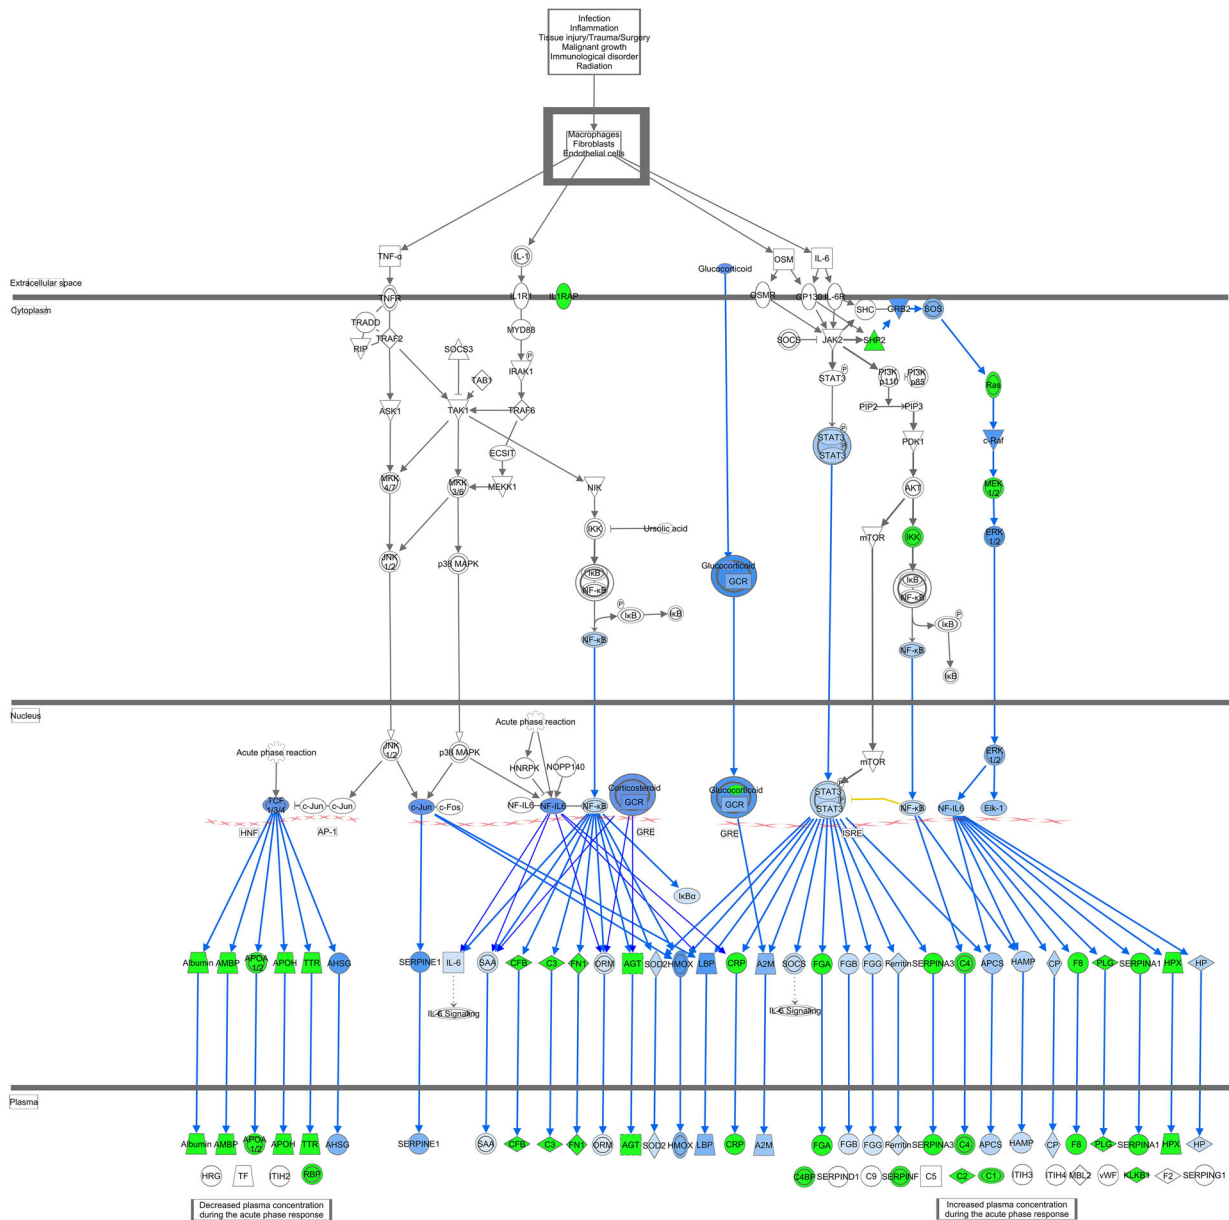 Infection
Inflammation
Tissue injury/Trauma/Surgery
Malignant growth
Immunological disorder
Radiation
Macrophages
Fibroblasts
Endothelial cells
TNF-α
IL-1
Glucocorticoid
OSM
IL-6
Extracellular space
Cytoplasm
TNFR
IL1R1
IL1RAP
OSMR
GP130
IL-6R
SHC
GRB2
SOS
TRADD
RIP
TRAF2
SOCS3
MYD88
P
IRAK1
TAB1
SOCS
JAK2
SHP2
P
STAT3
PI3K
p110
PI3K
p85
Ras
ASK1
TAK1
TRAF6
PIP2
PIP3
ECSIT
P
STAT3
P
STAT3
PDK1
c-Raf
MKK
4/7
MKK
3/6
MEKK1
NIK
AKT
MEK
1/2
IKK
Ursolic acid
mTOR
IKK
ERK
1/2
JNK
1/2
p38 MAPK
IκB
NF-κB
Glucocorticoid
GCR
IκB
NF-κB
P
IκB
IκB
NF-κB
P
IκB
NF-κB
IκB
Nucleus
Acute phase reaction
Acute phase reaction
JNK
1/2
p38 MAPK
HNRPK
NOPP140
mTOR
ERK
1/2
TCF
1/3/4
c-Jun
c-Jun
c-Jun
c-Fos
NF-IL6
NF-IL6
NF-κB
Corticosteroid
GCR
Glucocorticoid
GCR
P
STAT3
P
STAT3
NF-κB
NF-IL6
Elk-1
HNF
AP-1
GRE
GRE
ISRE
IκBα
Albumin
AMBP
APOA
1/2
APOH
TTR
AHSG
SERPINE1
IL-6
SAA
CFB
C3
FN1
ORM
AGT
SOD2
HMOX
LBP
CRP
A2M
SOCS
FGA
FGB
FGG
Ferritin
SERPINA3
C4
APCS
HAMP
CP
F8
PLG
SERPINA1
HPX
HP
IL-6 Signaling
IL-6 Signaling
Plasma
Albumin
AMBP
APOA
1/2
APOH
TTR
AHSG
SERPINE1
SAA
CFB
C3
FN1
ORM
AGT
SOD2
HMOX
LBP
CRP
A2M
FGA
FGB
FGG
Ferritin
SERPINA3
C4
APCS
HAMP
CP
F8
PLG
SERPINA1
HPX
HP
HRG
TF
ITIH2
RBP
C4BP
SERPIND1
C9
SERPINF
C5
C2
C1
ITIH3
ITIH4
MBL2
vWF
KLKB1
F2
SERPING1
Decreased plasma concentration
during the acute phase response
Increased plasma concentration
during the acute phase response